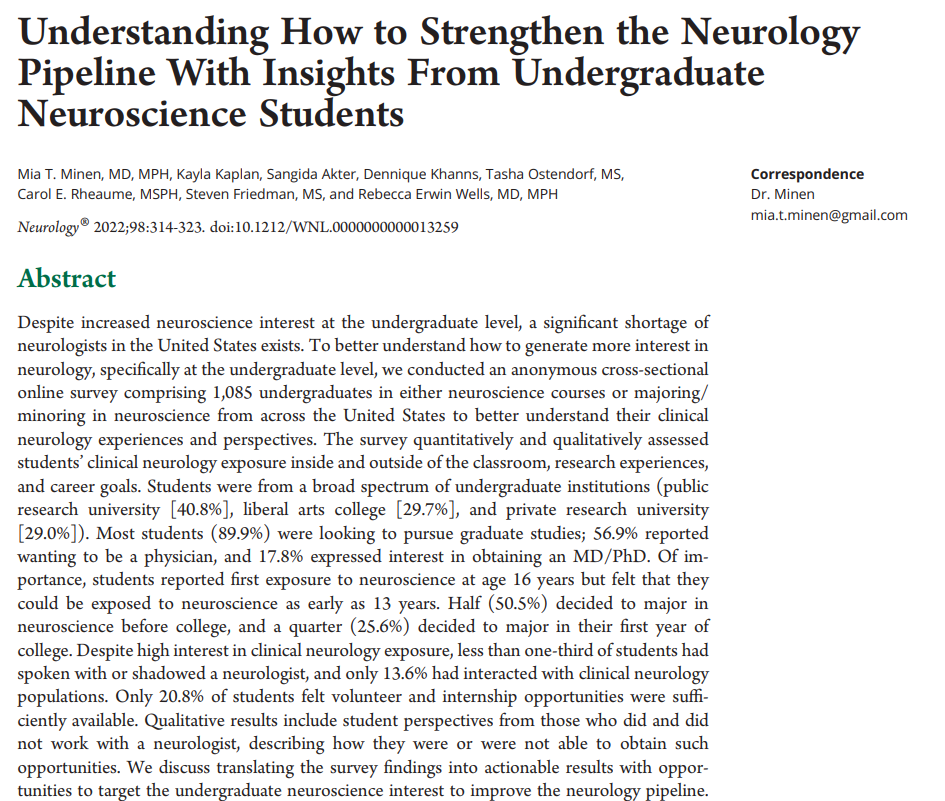 Understanding How to Strengthen the Neurology
Pipeline With Insights From Undergraduate
Neuroscience Students
Mia T. Minen, MD, MPH, Kayla Kaplan, Sangida Akter, Dennique Khanns, Tasha Ostendorf, MS,
Carol E. Rheaume, MSPH, Steven Friedman, MS, and Rebecca Erwin Wells, MD, MPH
Neurology® 2022;98:314-323. doi:10.1212/WNL.0000000000013259
Correspondence
Dr. Minen
mia.t.minen@gmail.com
Abstract
Despite increased neuroscience interest at the undergraduate level, a significant shortage of
neurologists in the United States exists. To better understand how to generate more interest in
neurology, specifically at the undergraduate level, we conducted an anonymous cross-sectional
online survey comprising 1,085 undergraduates in either neuroscience courses or majoring/
minoring in neuroscience from across the United States to better understand their clinical
neurology experiences and perspectives. The survey quantitatively and qualitatively assessed
students' clinical neurology exposure inside and outside of the classroom, research experiences,
and career goals. Students were from a broad spectrum of undergraduate institutions (public
research university [40.8%], liberal arts college [29.7%], and private research university
[29.0%]). Most students (89.9%) were looking to pursue graduate studies; 56.9% reported
wanting to be a physician, and 17.8% expressed interest in obtaining an MD/PhD. Of im-
portance, students reported first exposure to neuroscience at age 16 years but felt that they
could be exposed to neuroscience as early as 13 years. Half (50.5%) decided to major in
neuroscience before college, and a quarter (25.6%) decided to major in their first year of
college. Despite high interest in clinical neurology exposure, less than one-third of students had
spoken with or shadowed a neurologist, and only 13.6% had interacted with clinical neurology
populations. Only 20.8% of students felt volunteer and internship opportunities were suffi-
ciently available. Qualitative results include student perspectives from those who did and did
not work with a neurologist, describing how they were or were not able to obtain such
opportunities. We discuss translating the survey findings into actionable results with oppor-
tunities to target the undergraduate neuroscience interest to improve the neurology pipeline.